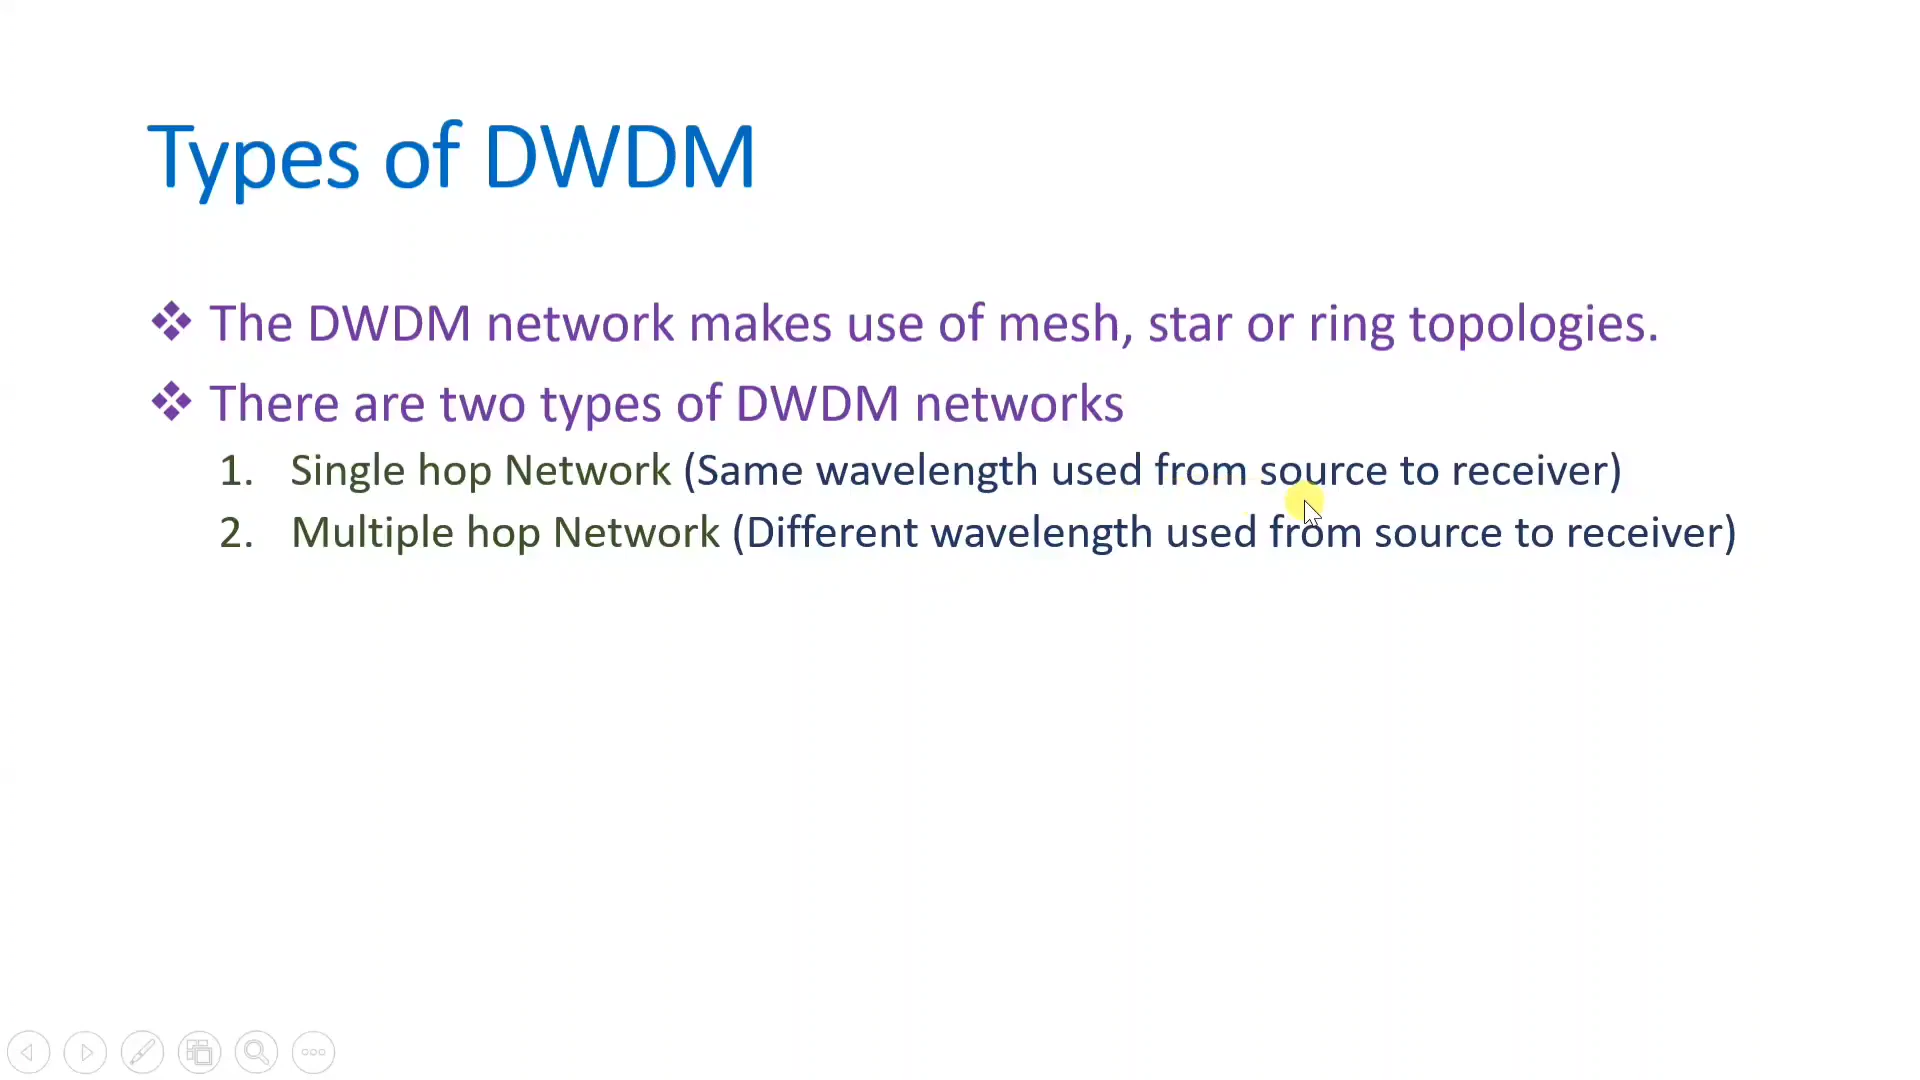 Types of DWDM
❖ The DWDM network makes use of mesh, star or ring topologies.
❖ There are two types of DWDM networks
1. Single hop Network (Same wavelength used from source to receiver)
2. Multiple hop Network (Different wavelength used from source to receiver)